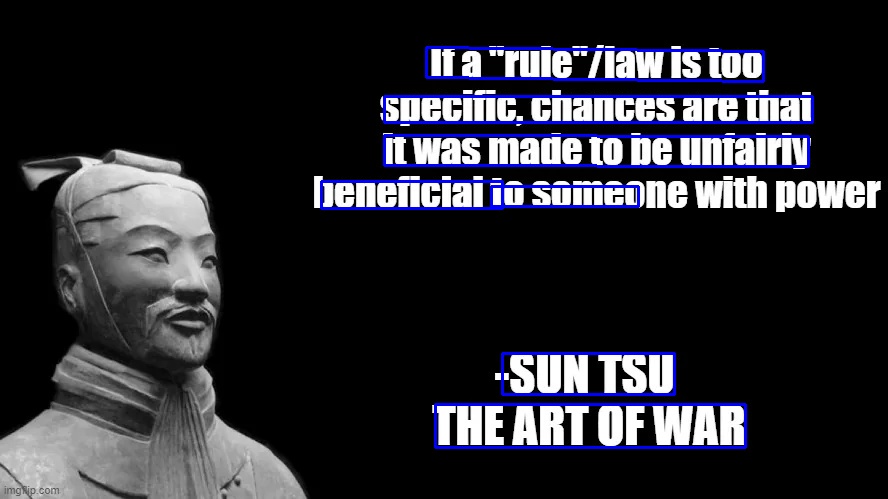 If a "rule"/law is too
specific, chances are that
it was made to be unfairly
beneficial to someone with power
-SUN TSU
THE ART OF WAR
imgflip.com